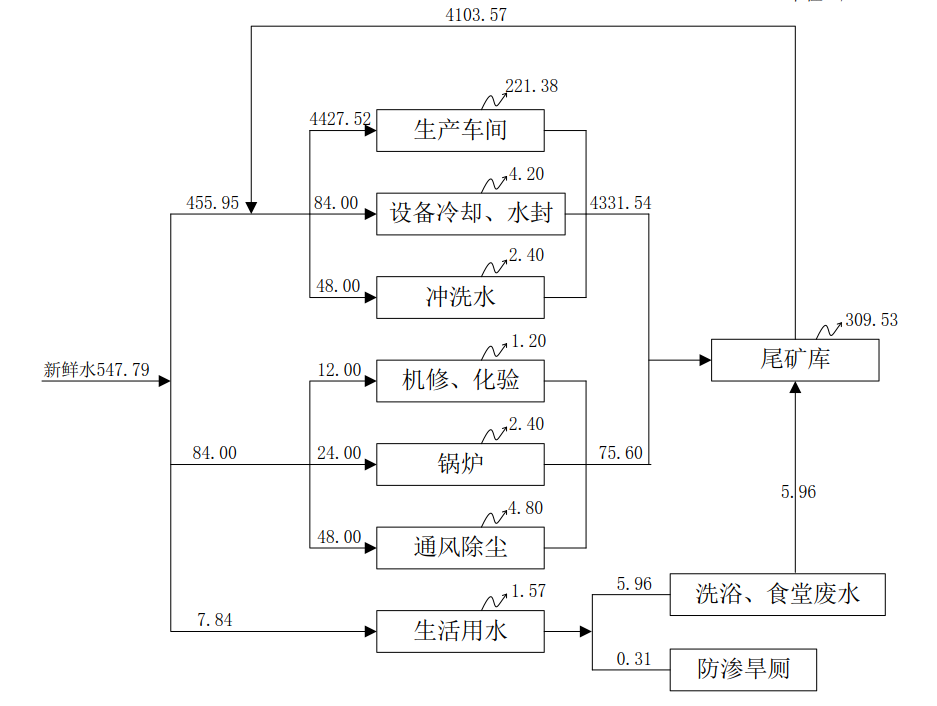 4103.57
221.38
4427.52
生产车间
4.20
455.95
84.00
设备冷却、水封
4331.54
2.40
48.00
冲洗水
309.53
1.20
尾矿库
新鲜水547.79
12.00
机修、化验
2.40
84.00
24.00
锅炉
75.60
5.96
4.80
48.00
通风除尘
1.57
5.96
洗浴、食堂废水
7.84
生活用水
0.31
防渗旱厕